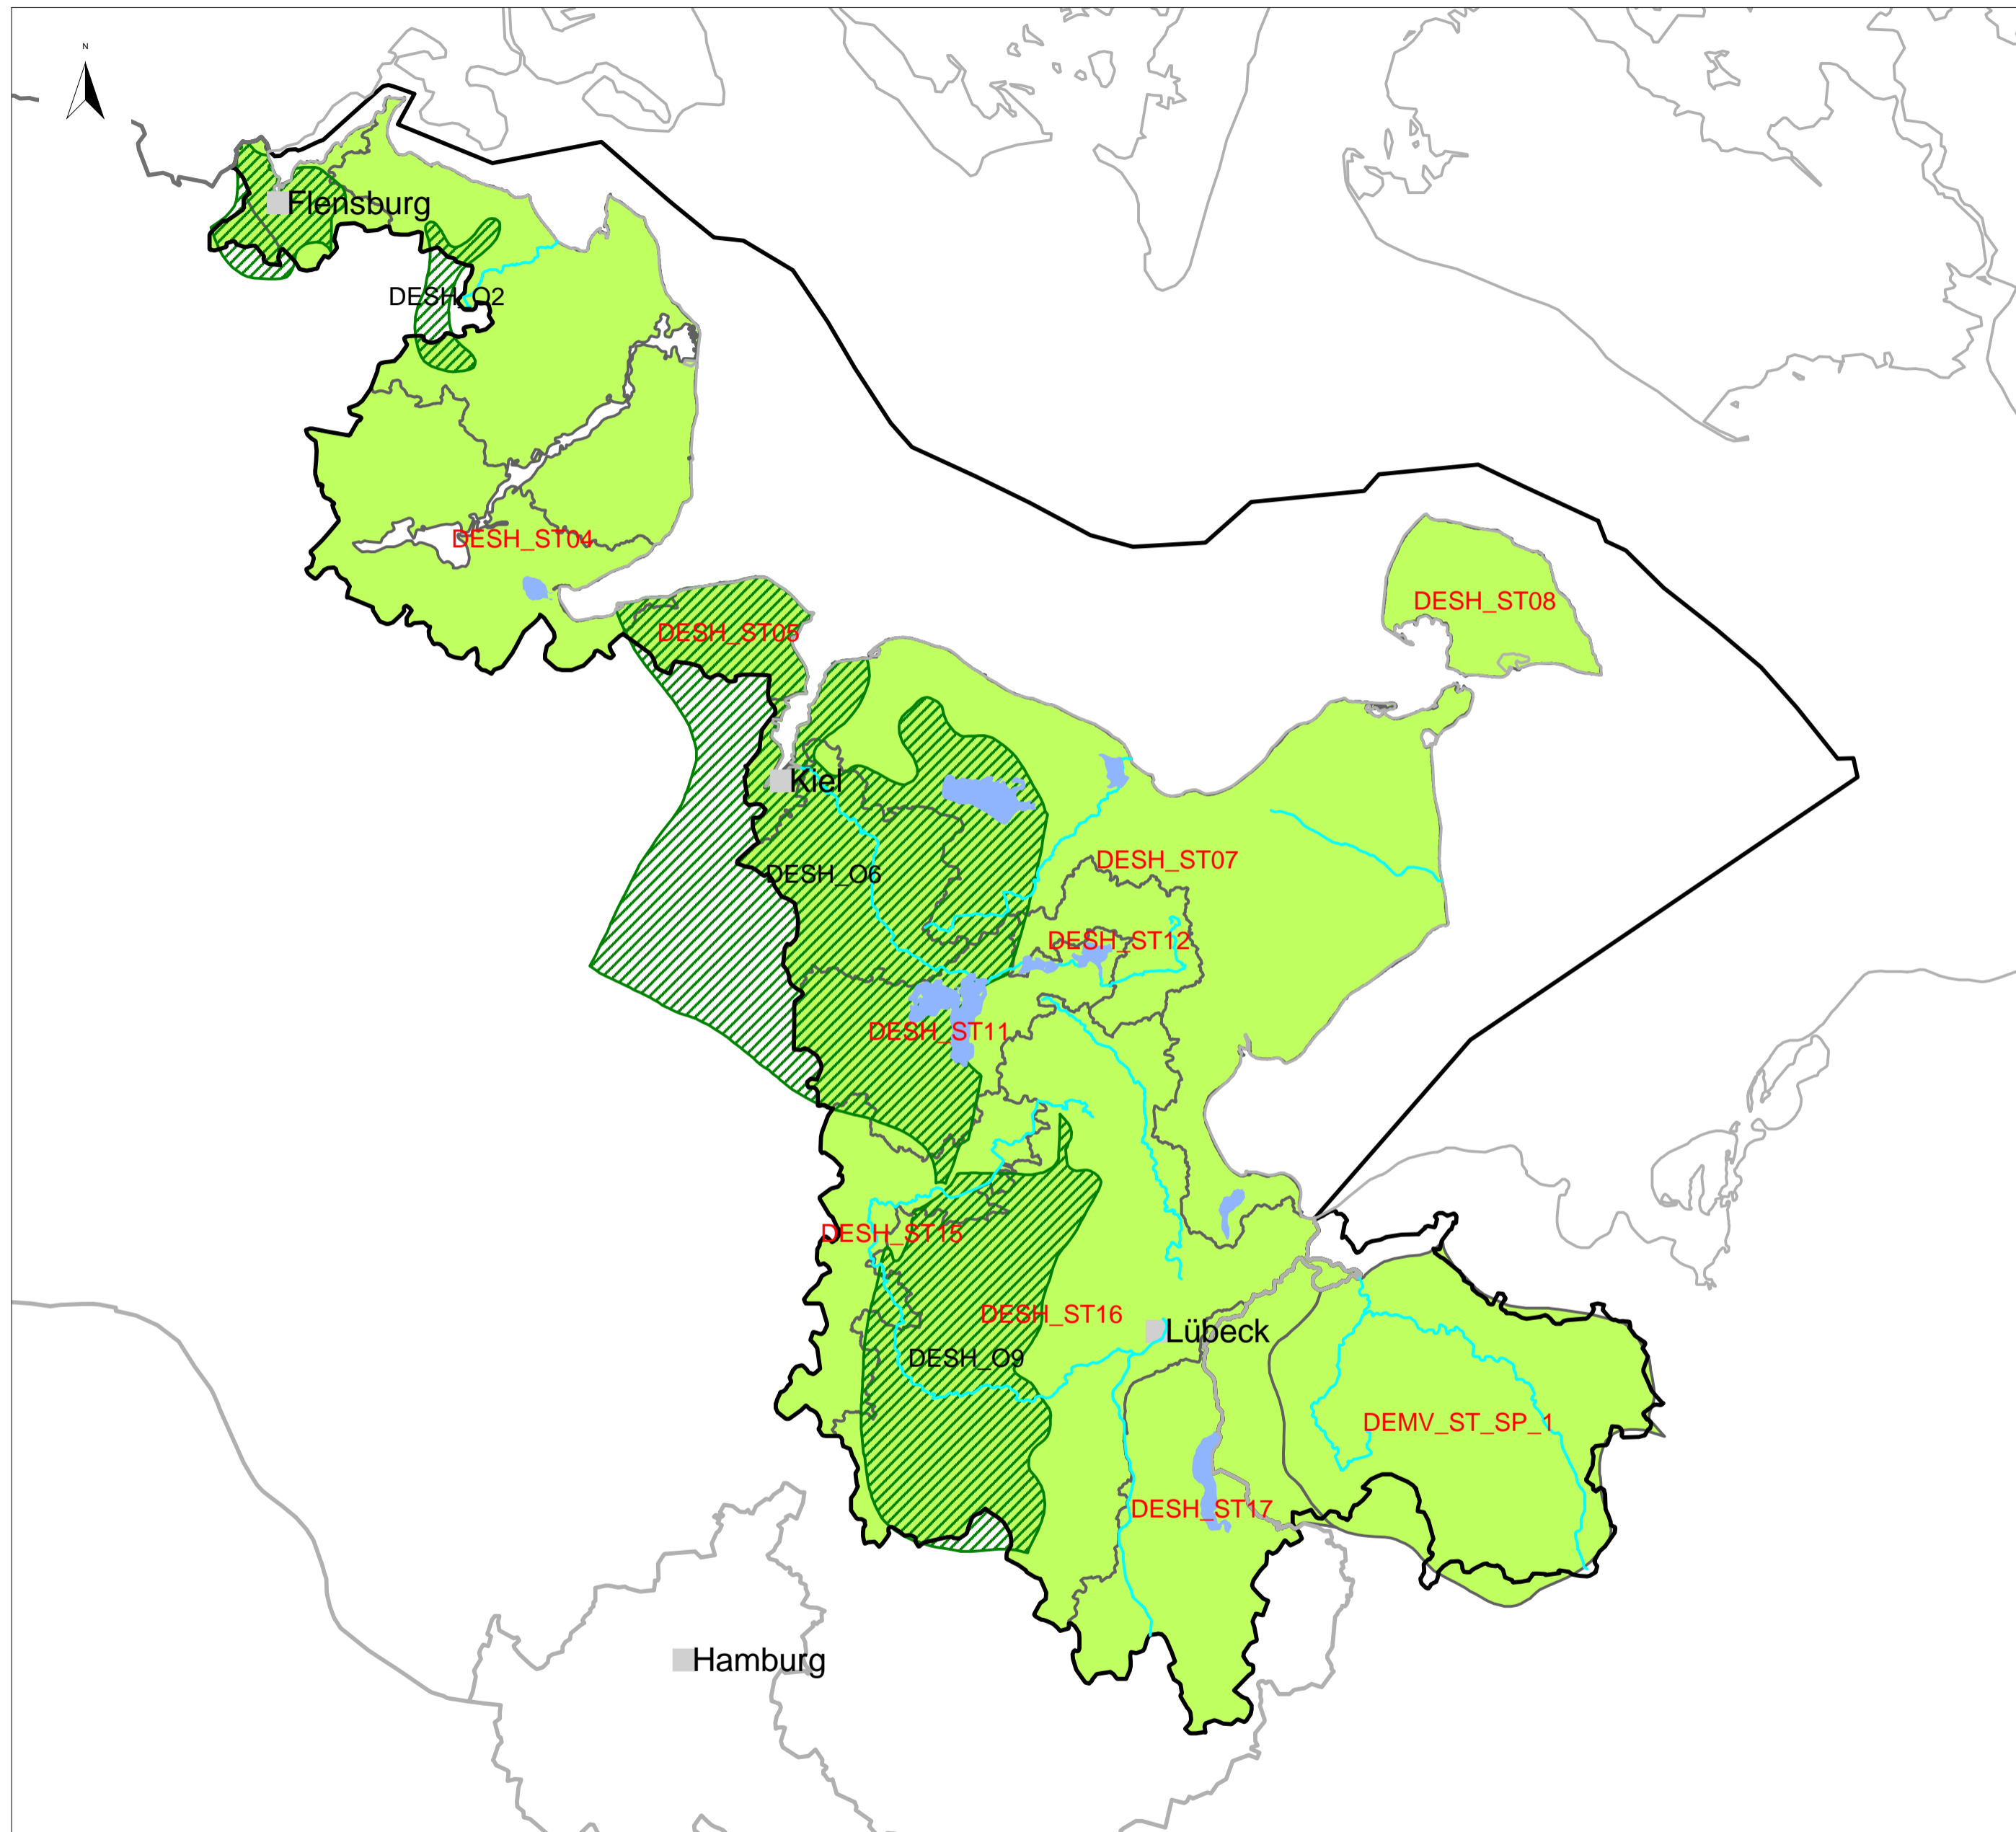 N
Flensburg
DESH_O2
DESH_ST04
DESH_ST08
DESH_ST05
Kiel
DESH_ST07
DESH_O6
DESH_ST12
DESH_ST11
DESH_ST15
DESH_ST16
Lübeck
DESH_O9
DEMV_ST_SP_1
DESH_ST17
Hamburg